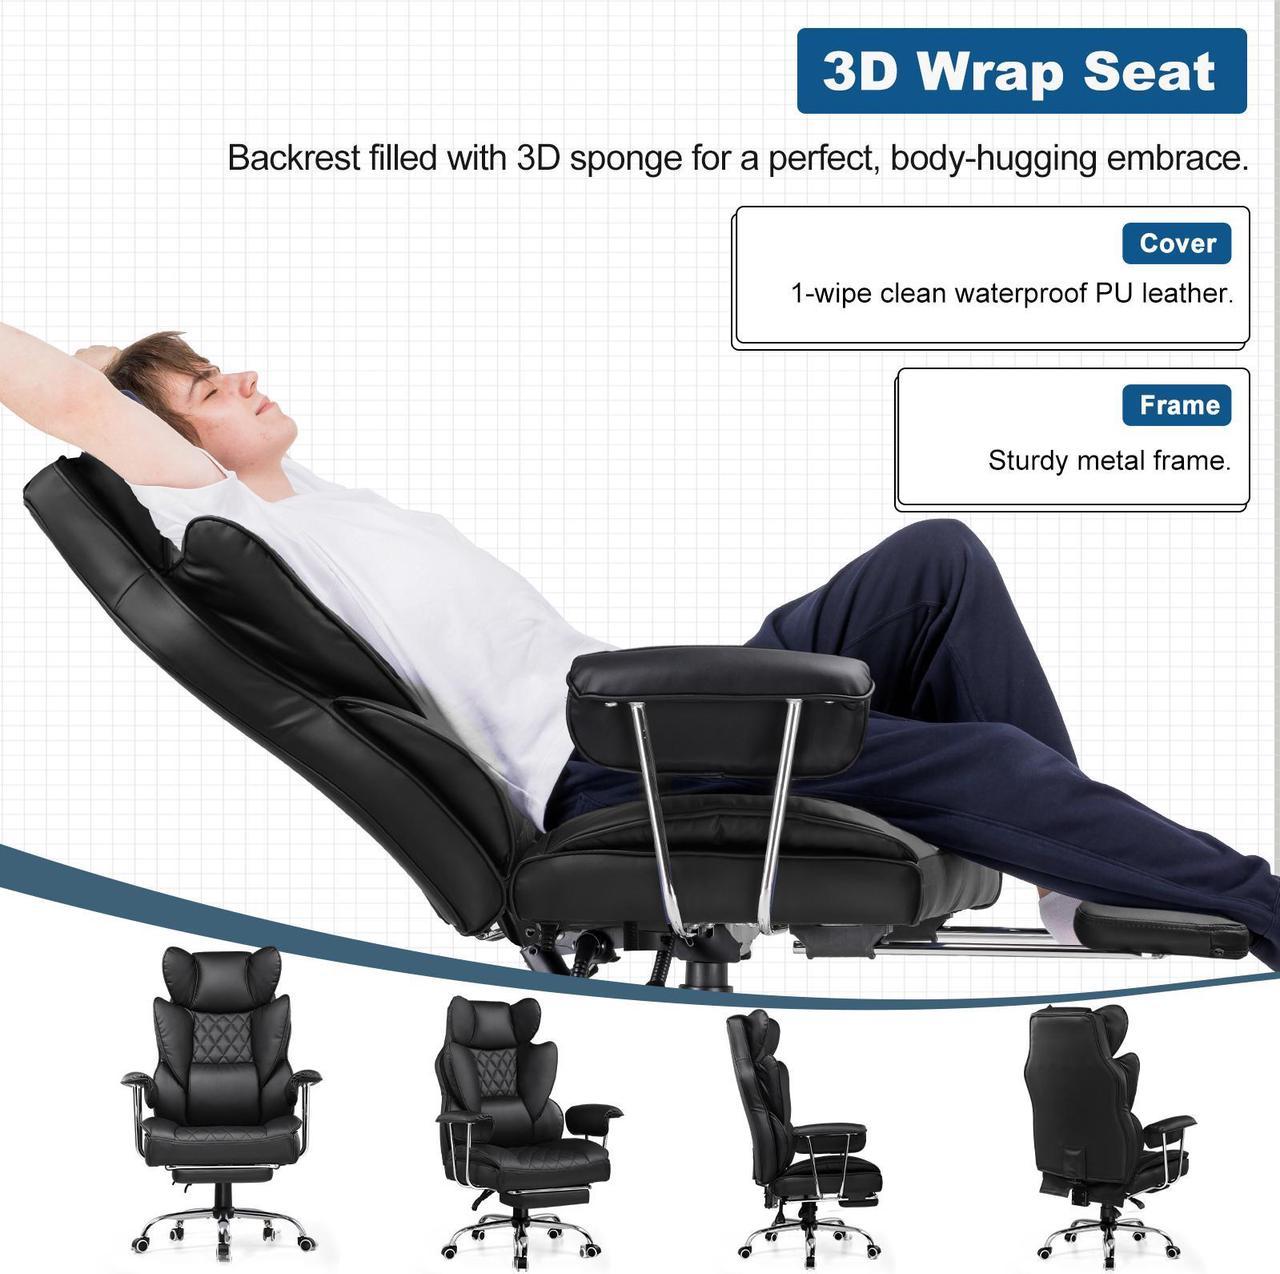 3D Wrap Seat
Backrest filled with 3D sponge for a perfect, body-hugging embrace.
Cover
1-wipe clean waterproof PU leather.
Frame
Sturdy metal frame.